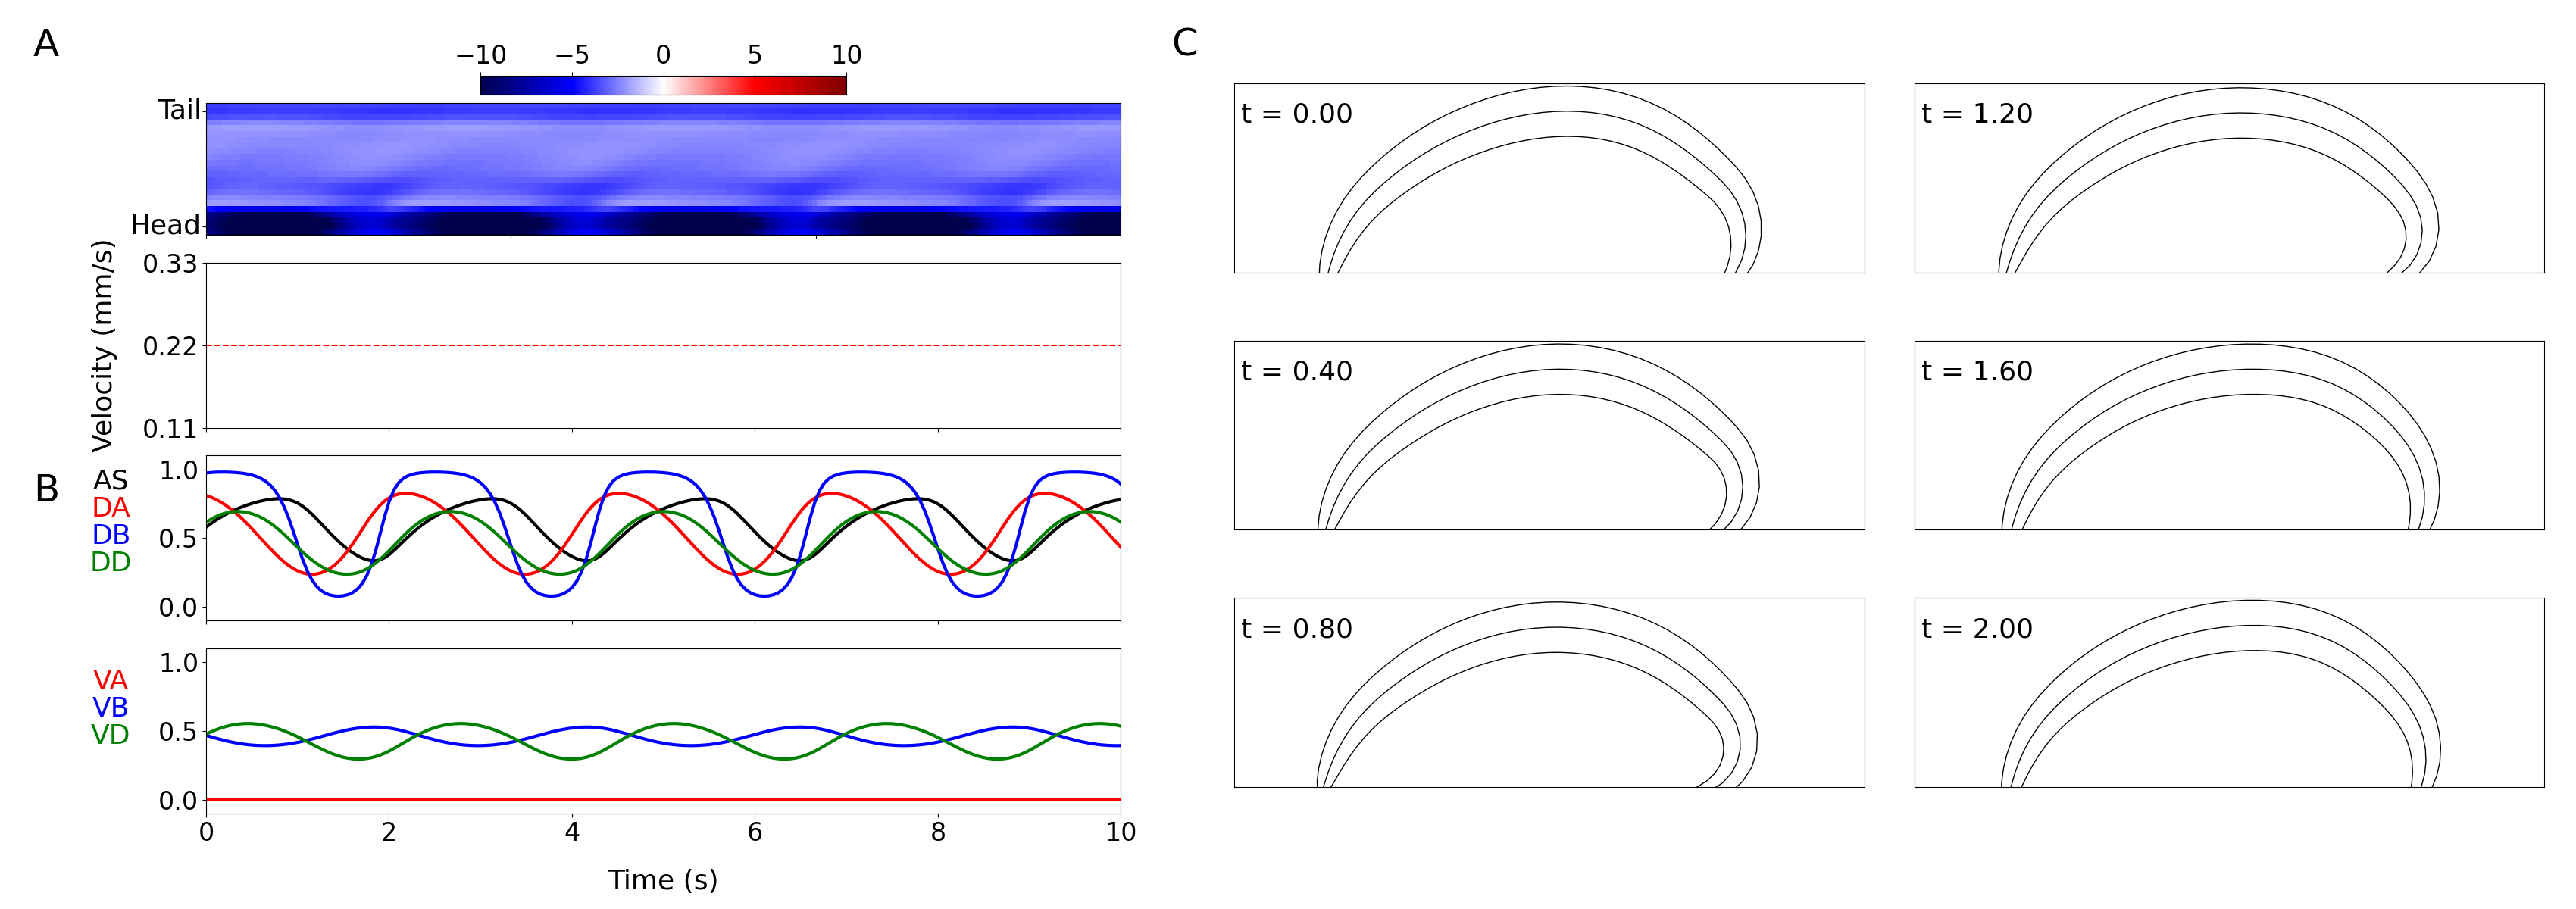 A
−10 −5 0 5 10
Tail
Head
Velocity (mm/s)
0.33
0.22
0.11
B
AS
DA
DB
DD
1.0
0.5
0.0
VA
VB
VD
1.0
0.5
0.0
0 2 4 6 8 10
Time (s)
C
t = 0.00
t = 1.20
t = 0.40
t = 1.60
t = 0.80
t = 2.00